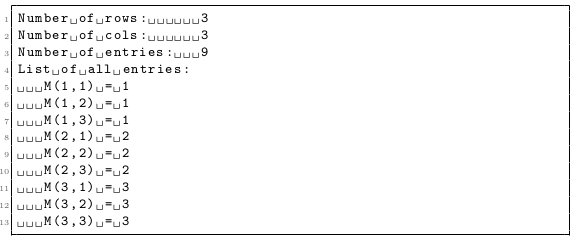 1 Number␣of␣rows:␣␣␣␣␣␣3
2 Number␣of␣cols:␣␣␣␣␣␣3
3 Number␣of␣entries:␣␣␣9
4 List␣of␣all␣entries:
5 ␣␣␣M(1,1)␣=␣1
6 ␣␣␣M(1,2)␣=␣1
7 ␣␣␣M(1,3)␣=␣1
8 ␣␣␣M(2,1)␣=␣2
9 ␣␣␣M(2,2)␣=␣2
10 ␣␣␣M(2,3)␣=␣2
11 ␣␣␣M(3,1)␣=␣3
12 ␣␣␣M(3,2)␣=␣3
13 ␣␣␣M(3,3)␣=␣3